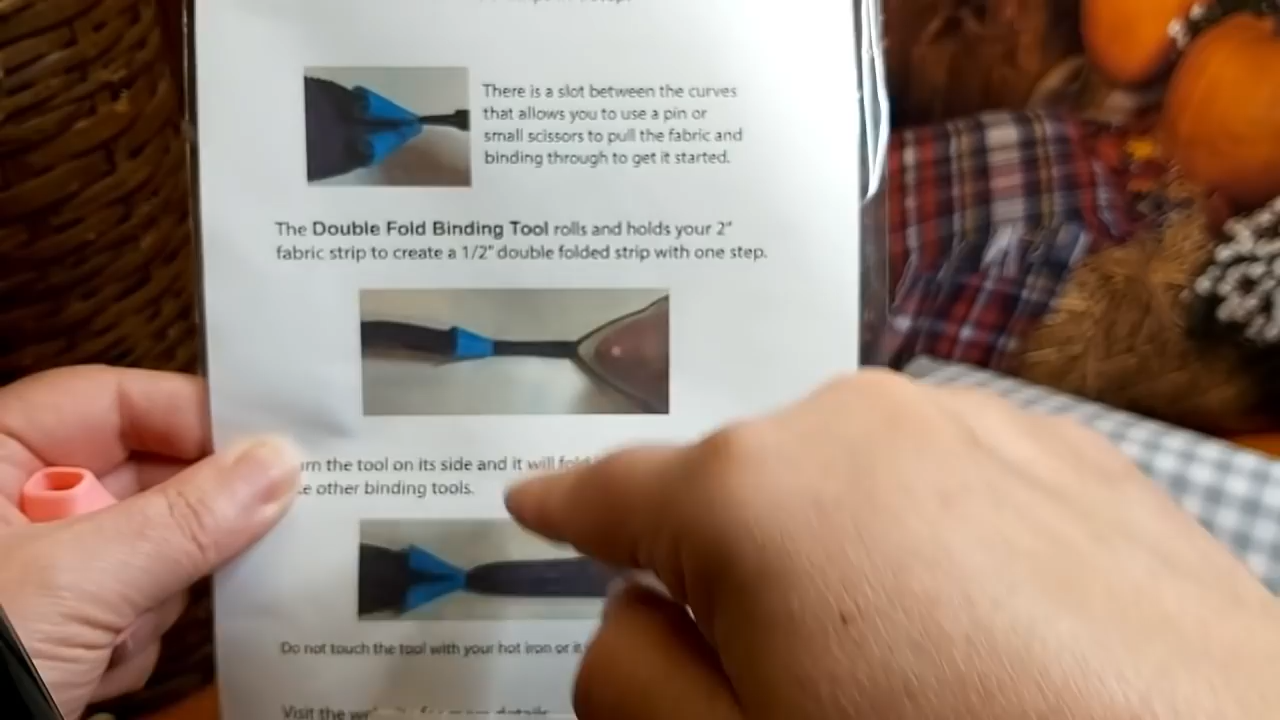 There is a slot between the curves
that allows you to use a pin or
small scissors to pull the fabric and
binding through to get it started.
The Double Fold Binding Tool rolls and holds your 2"
fabric strip to create a 1/2" double folded strip with one step.
the tool on its side and it will fold
other binding tools.
Do not touch the tool with your hot iron or it
Visit the